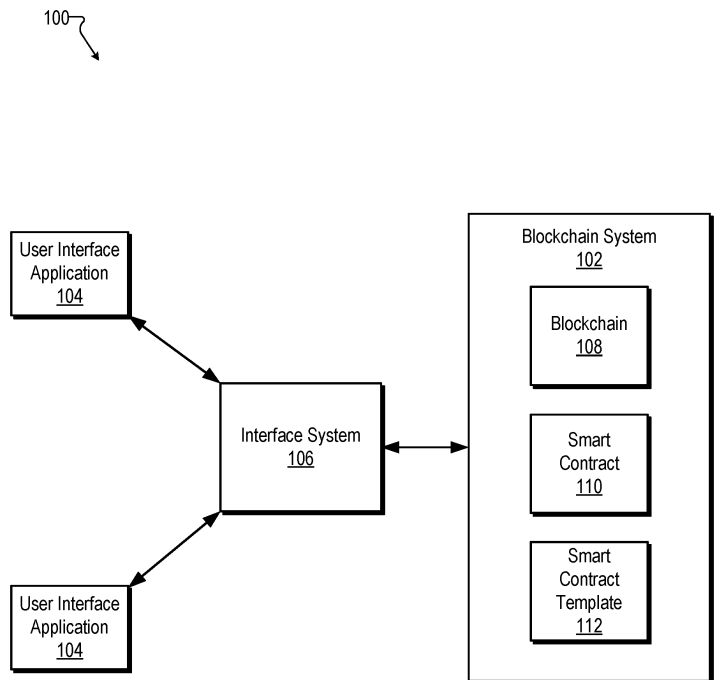 100
User Interface
Application
104
Blockchain System
102
Blockchain
108
Interface System
106
Smart
Contract
110
Smart
Contract
Template
112
User Interface
Application
104